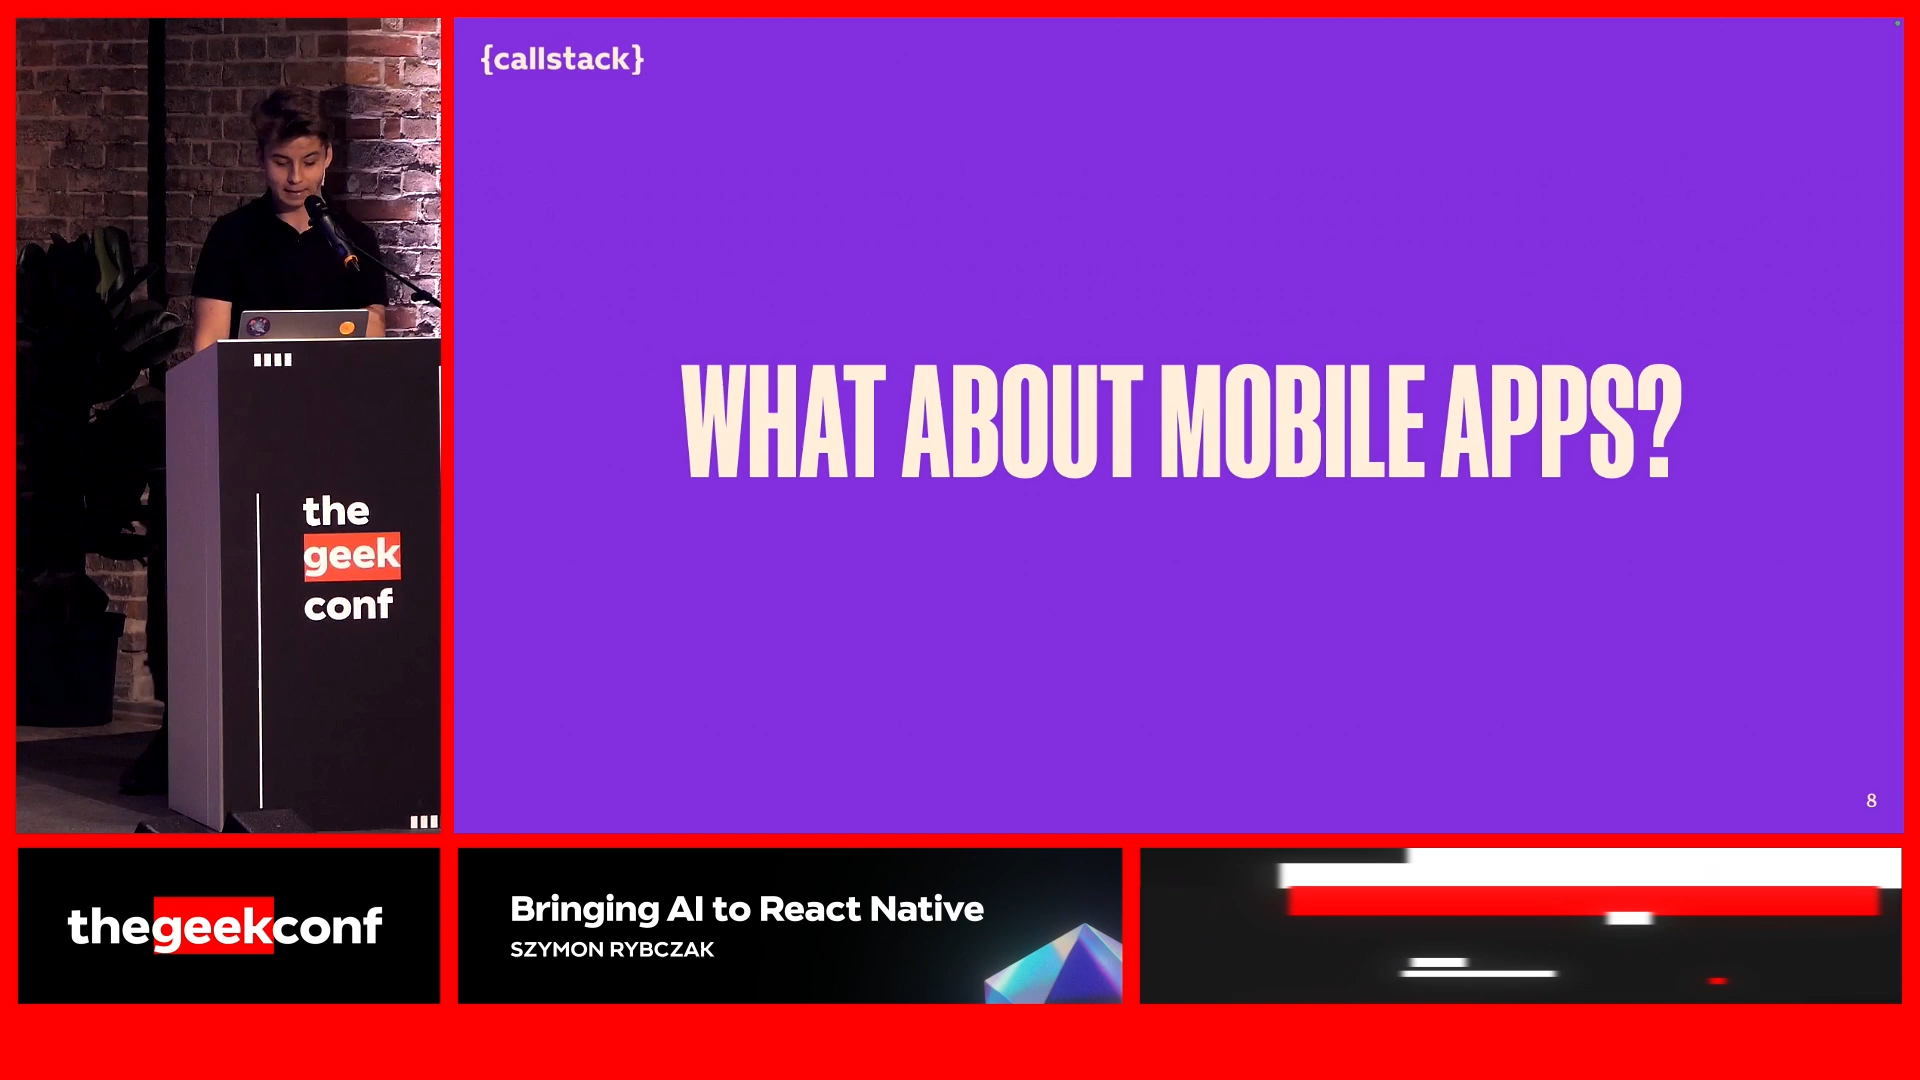 {callstack}
WHAT ABOUT MOBILE APPS?
8
the
geek
conf
thegeekconf
Bringing AI to React Native
SZYMON RYBCZAK